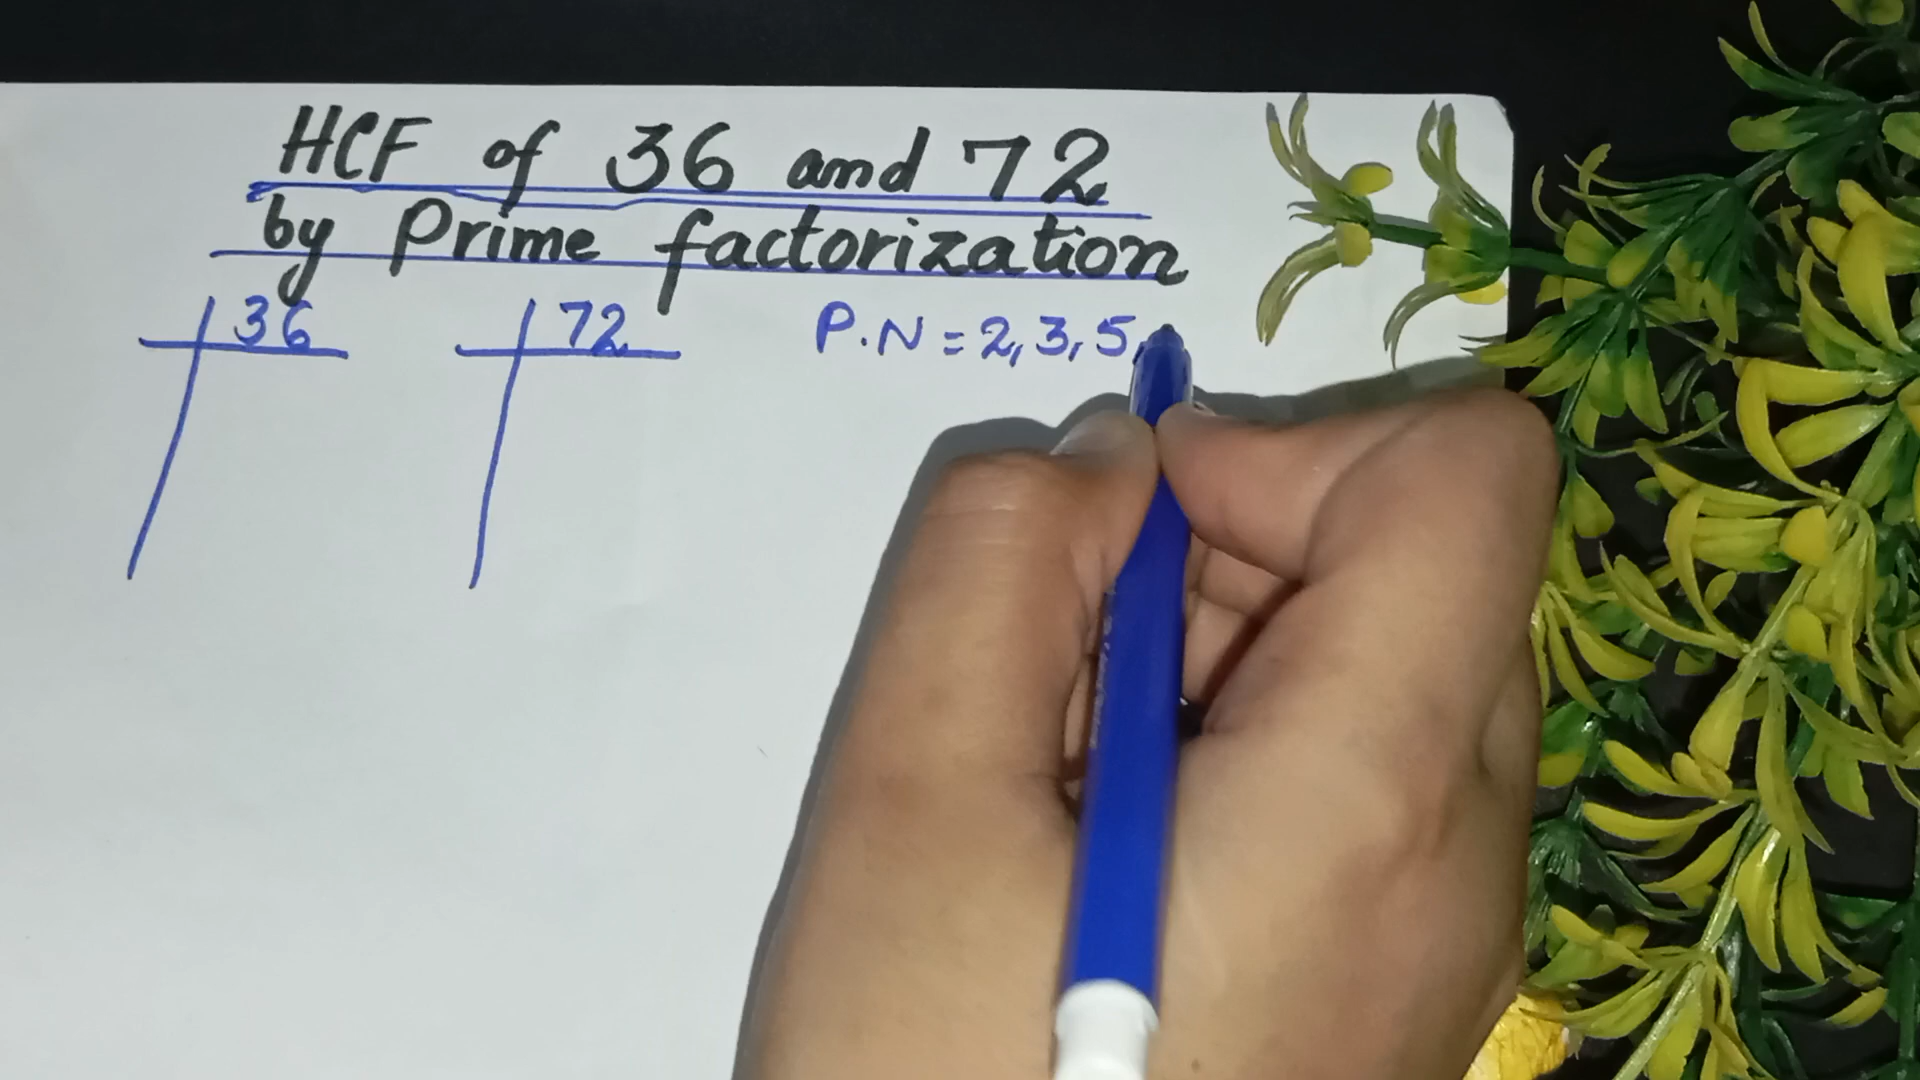 HCF of 36 and 72
by Prime factorization
36 72 P.N = 2, 3, 5,